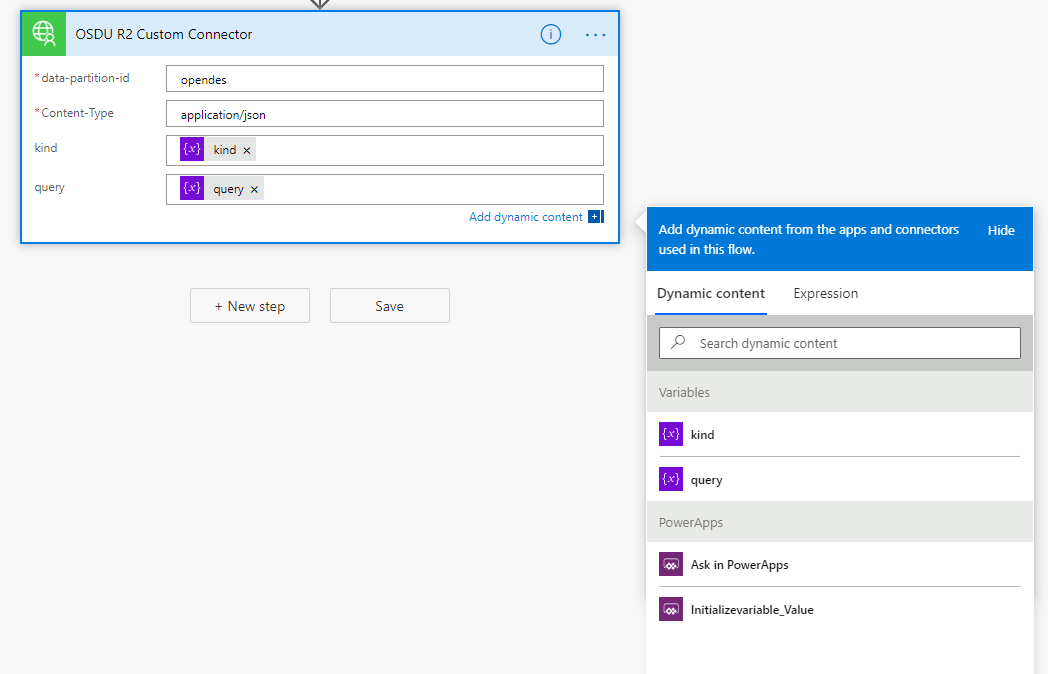 OSDU R2 Custom Connector
* data-partition-id
opendes
* Content-Type
application/json
kind
{x} kind ×
query
{x} query ×
Add dynamic content +
+ New step
Save
Add dynamic content from the apps and connectors
used in this flow.
Hide
Dynamic content
Expression
Search dynamic content
Variables
{x} kind
{x} query
PowerApps
Ask in PowerApps
Initializevariable_Value